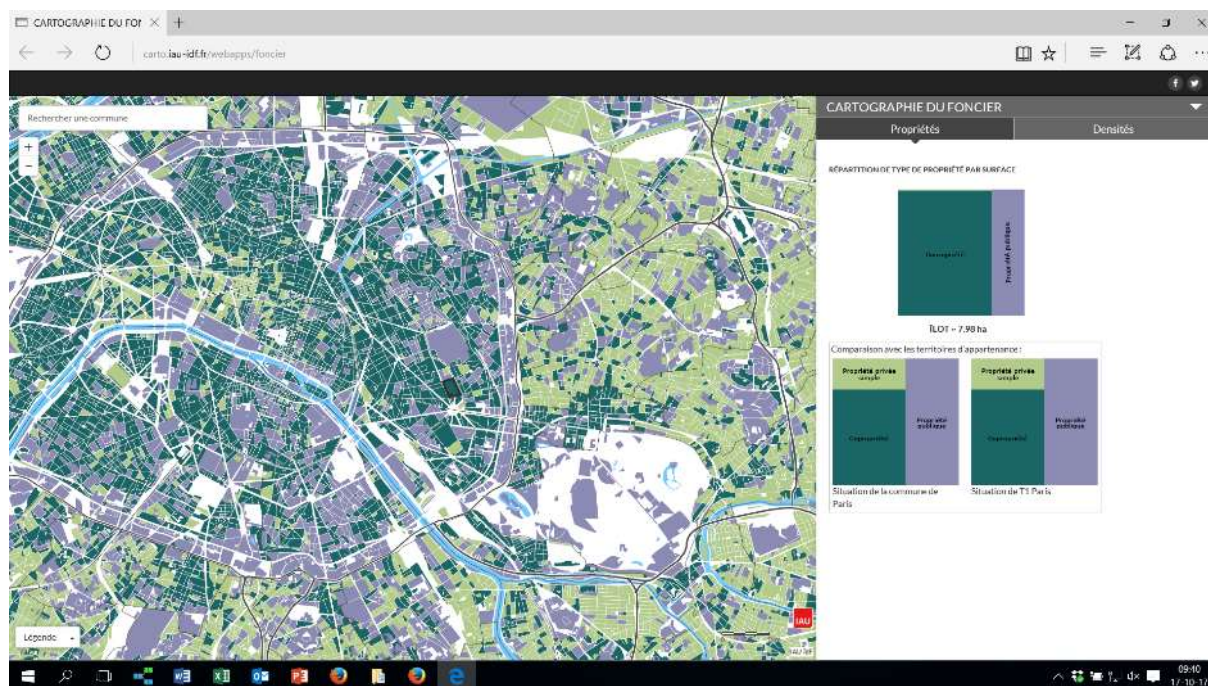 CARTOGRAPHIE DU FON
carto.iau-idf.fr/webapps/foncier
Rechercher une commune
+
-
CARTOGRAPHIE DU FONCIER
Propriétés
Densités
RÉPARTITION DE TYPE DE PROPRIÉTÉ PAR SURFACE
Copropriété
Propriété publique
ÎLOT ~ 7.98 ha
Comparaison avec les territoires d'appartenance :
Propriété privée
simple
Copropriété
Propriété
publique
Situation de la commune de
Paris
Propriété privée
simple
Copropriété
Propriété
publique
Situation de T1 Paris
Légende
IAU
09:40
17-10-17